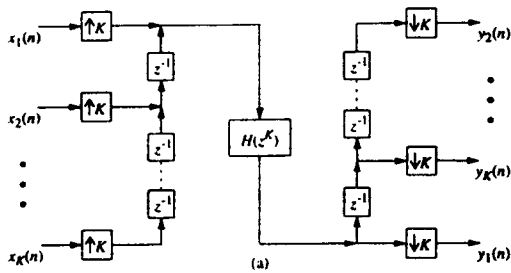 x₁(n) ↑K ↓K y₂(n)
z⁻¹ z⁻¹
x₂(n) ↑K
H(z^K)
z⁻¹ z⁻¹
↓K y_K(n)
z⁻¹ z⁻¹
x_K(n) ↑K ↓K y₁(n)
(a)